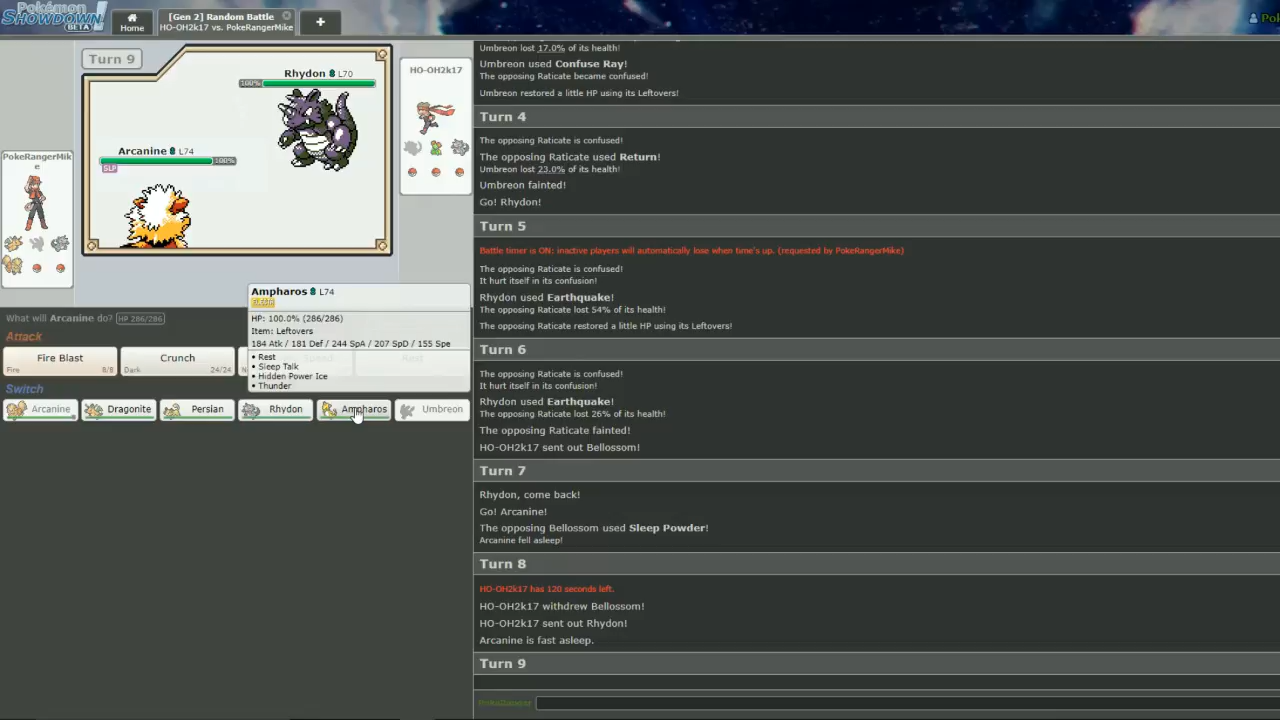 Pokémon
Showdown
BETA
Home
[Gen 2] Random Battle
HO-OH2k17 vs. PokeRangerMike
+
Turn 9
Rhydon L70
100%
Arcanine L74
100%
SLP
HO-OH2k17
PokeRangerMik
e
What will Arcanine do? HP 286/286
Attack
Fire Blast
Fire 8/8
Crunch
Dark 24/24
Ampharos L74
HP: 100.0% (286/286)
Item: Leftovers
184 Atk / 181 Def / 244 SpA / 207 SpD / 155 Spe
• Rest
• Sleep Talk
• Hidden Power Ice
• Thunder
Switch
Arcanine
Dragonite
Persian
Rhydon
Ampharos
Umbreon
Umbreon lost 17.0% of its health!
Umbreon used Confuse Ray!
The opposing Raticate became confused!
Umbreon restored a little HP using its Leftovers!
Turn 4
The opposing Raticate is confused!
The opposing Raticate used Return!
Umbreon lost 23.0% of its health!
Umbreon fainted!
Go! Rhydon!
Turn 5
Battle timer is ON: inactive players will automatically lose when time's up. (requested by PokeRangerMike)
The opposing Raticate is confused!
It hurt itself in its confusion!
Rhydon used Earthquake!
The opposing Raticate lost 54% of its health!
The opposing Raticate restored a little HP using its Leftovers!
Turn 6
The opposing Raticate is confused!
It hurt itself in its confusion!
Rhydon used Earthquake!
The opposing Raticate lost 26% of its health!
The opposing Raticate fainted!
HO-OH2k17 sent out Bellossom!
Turn 7
Rhydon, come back!
Go! Arcanine!
The opposing Bellossom used Sleep Powder!
Arcanine fell asleep!
Turn 8
HO-OH2k17 has 120 seconds left.
HO-OH2k17 withdrew Bellossom!
HO-OH2k17 sent out Rhydon!
Arcanine is fast asleep.
Turn 9